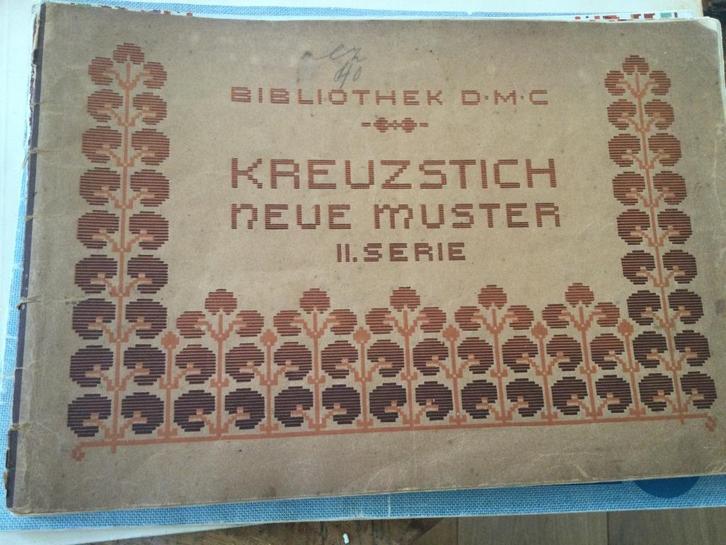 BIBLIOTHEK D·M·C
KREUZSTICH
NEUE MUSTER
II. SERIE